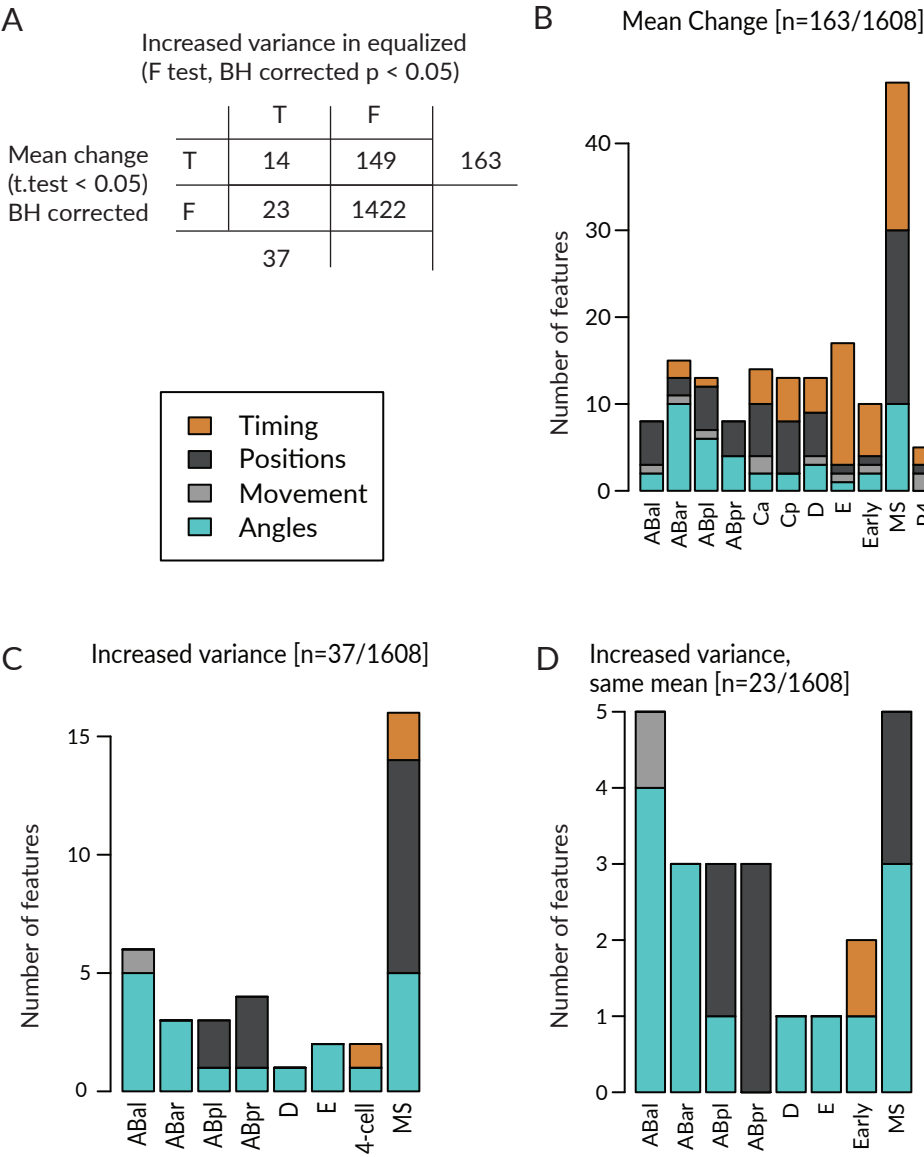 A
Increased variance in equalized
(F test, BH corrected p < 0.05)
T F
Mean change
(t.test < 0.05)
BH corrected
T 14 149 163
F 23 1422
37
Timing
Positions
Movement
Angles
B
Mean Change [n=163/1608]
Number of features
40
30
20
10
0
ABal
ABar
ABpl
ABpr
Ca
Cp
D
E
Early
MS
C
Increased variance [n=37/1608]
Number of features
15
10
5
0
ABal
ABar
ABpl
ABpr
D
E
4-cell
MS
D
Increased variance,
same mean [n=23/1608]
Number of features
5
4
3
2
1
0
ABal
ABar
ABpl
ABpr
D
E
Early
MS